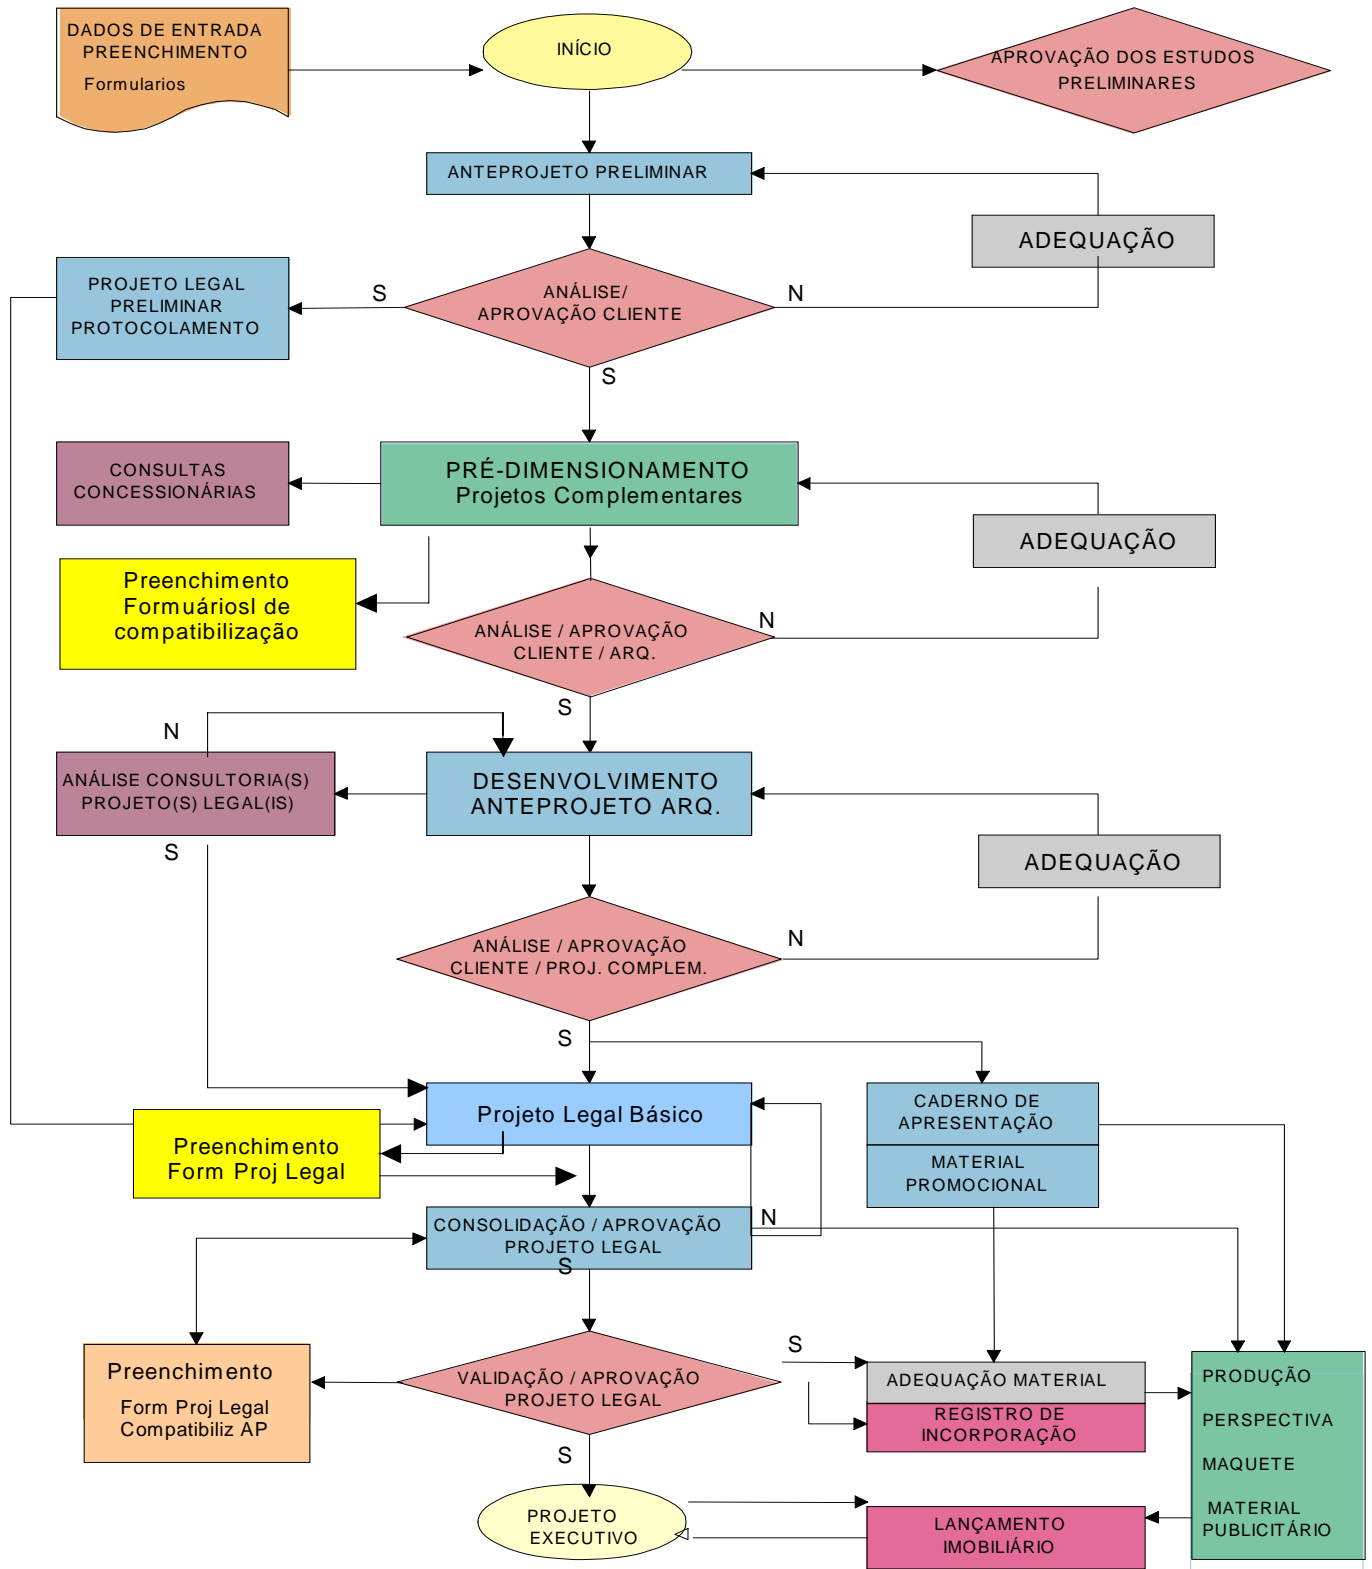 DADOS DE ENTRADA
PREENCHIMENTO
Formularios
INÍCIO
APROVAÇÃO DOS ESTUDOS
PRELIMINARES
ANTEPROJETO PRELIMINAR
ADEQUAÇÃO
PROJETO LEGAL
PRELIMINAR
PROTOCOLAMENTO
S
ANÁLISE/
APROVAÇÃO CLIENTE
N
S
CONSULTAS
CONCESSIONÁRIAS
PRÉ-DIMENSIONAMENTO
Projetos Complementares
ADEQUAÇÃO
Preenchimento
FormuáriosI de
compatibilização
ANÁLISE / APROVAÇÃO
CLIENTE / ARQ.
N
S
N
ANÁLISE CONSULTORIA(S)
PROJETO(S) LEGAL(IS)
S
DESENVOLVIMENTO
ANTEPROJETO ARQ.
ADEQUAÇÃO
ANÁLISE / APROVAÇÃO
CLIENTE / PROJ. COMPLEM.
N
S
Projeto Legal Básico
CADERNO DE
APRESENTAÇÃO
MATERIAL
PROMOCIONAL
Preenchimento
Form Proj Legal
CONSOLIDAÇÃO / APROVAÇÃO
PROJETO LEGAL
N
S
Preenchimento
Form Proj Legal
Compatibiliz AP
VALIDAÇÃO / APROVAÇÃO
PROJETO LEGAL
S
S
ADEQUAÇÃO MATERIAL
REGISTRO DE
INCORPORAÇÃO
PRODUÇÃO
PERSPECTIVA
MAQUETE
MATERIAL
PUBLICITÁRIO
PROJETO
EXECUTIVO
LANÇAMENTO
IMOBILIÁRIO